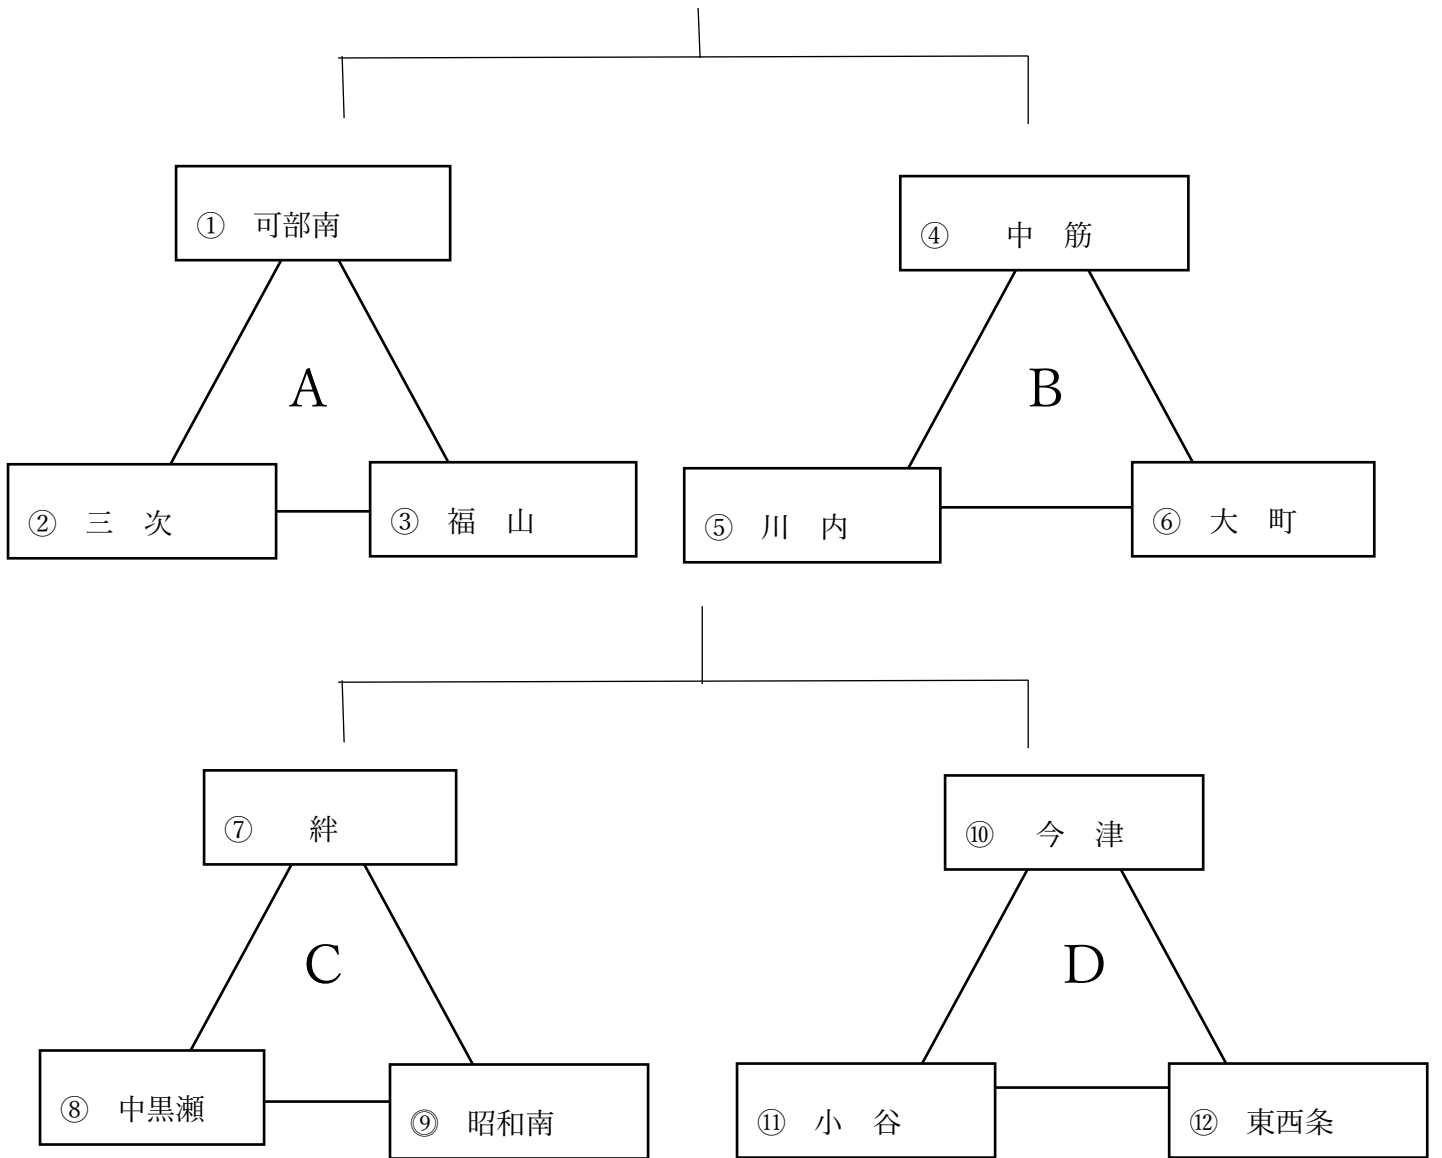 ① 可部南
④ 中 筋
A
B
② 三 次
③ 福 山
⑤ 川 内
⑥ 大 町
⑦ 絆
⑩ 今 津
C
D
⑧ 中黒瀬
⑨ 昭和南
⑪ 小 谷
⑫ 東西条